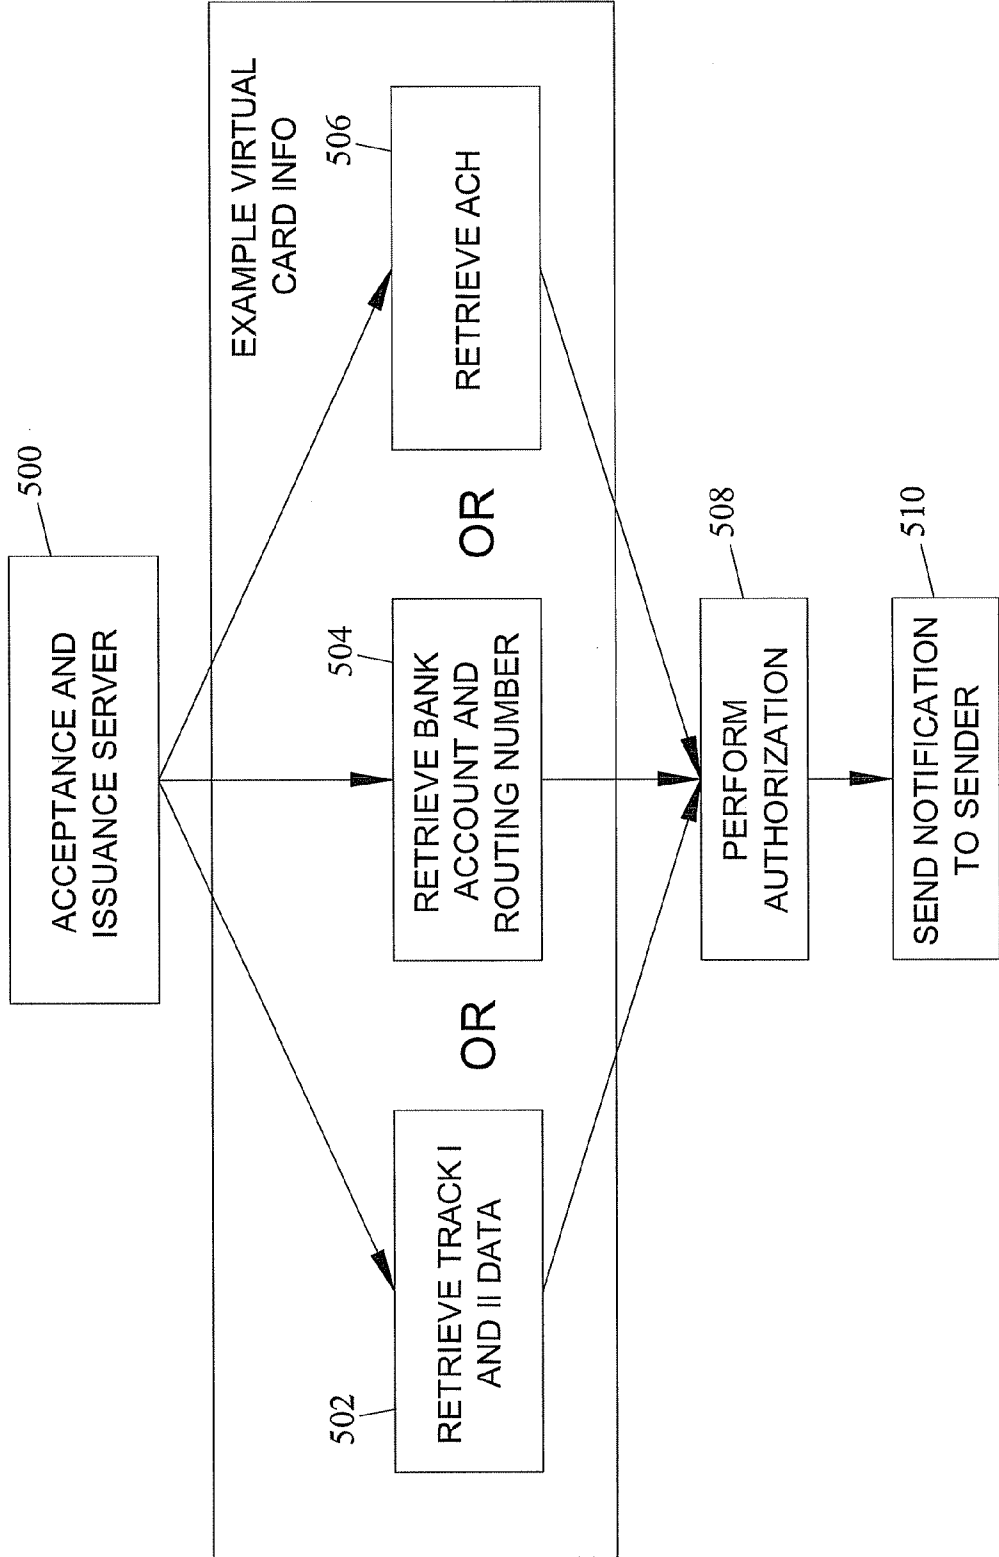 500
ACCEPTANCE AND
ISSUANCE SERVER
EXAMPLE VIRTUAL
CARD INFO
502
RETRIEVE TRACK I
AND II DATA
OR
504
RETRIEVE BANK
ACCOUNT AND
ROUTING NUMBER
OR
506
RETRIEVE ACH
508
PERFORM
AUTHORIZATION
510
SEND NOTIFICATION
TO SENDER